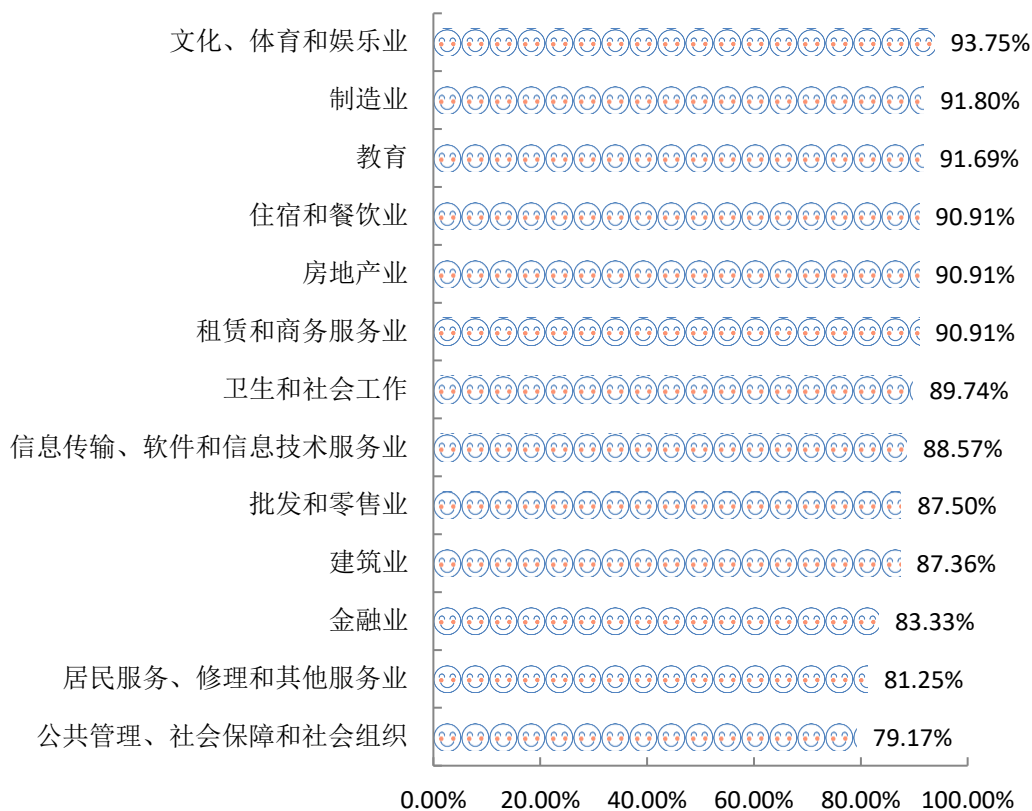 文化、体育和娱乐业 93.75%
制造业 91.80%
教育 91.69%
住宿和餐饮业 90.91%
房地产业 90.91%
租赁和商务服务业 90.91%
卫生和社会工作 89.74%
信息传输、软件和信息技术服务业 88.57%
批发和零售业 87.50%
建筑业 87.36%
金融业 83.33%
居民服务、修理和其他服务业 81.25%
公共管理、社会保障和社会组织 79.17%
0.00% 20.00% 40.00% 60.00% 80.00% 100.00%